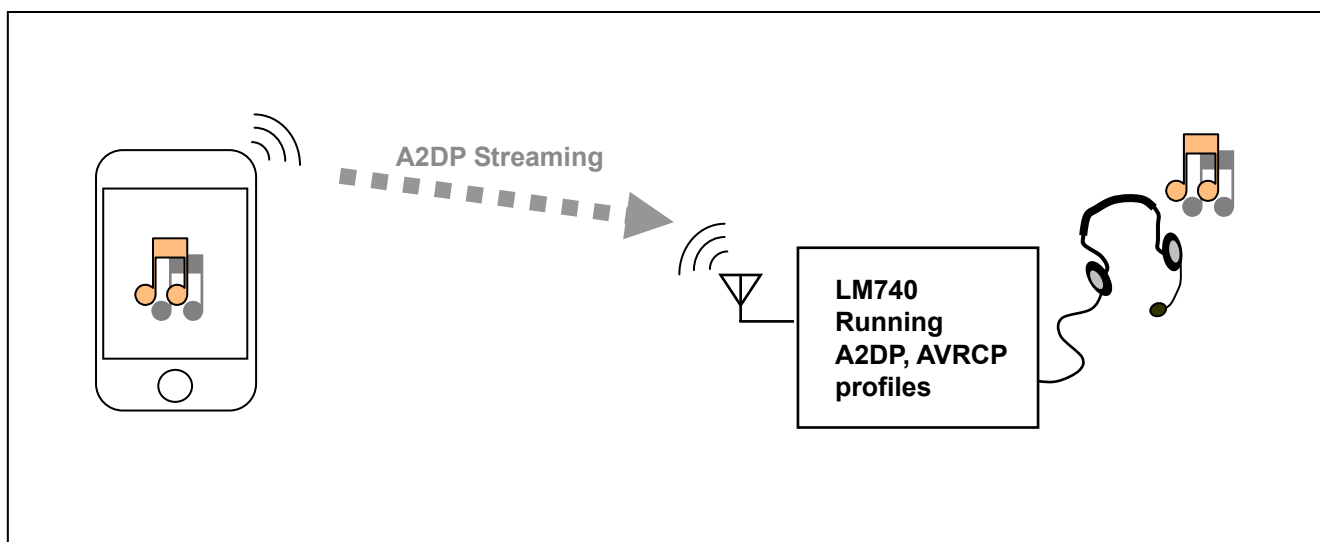 A2DP Streaming
LM740
Running
A2DP, AVRCP
profiles